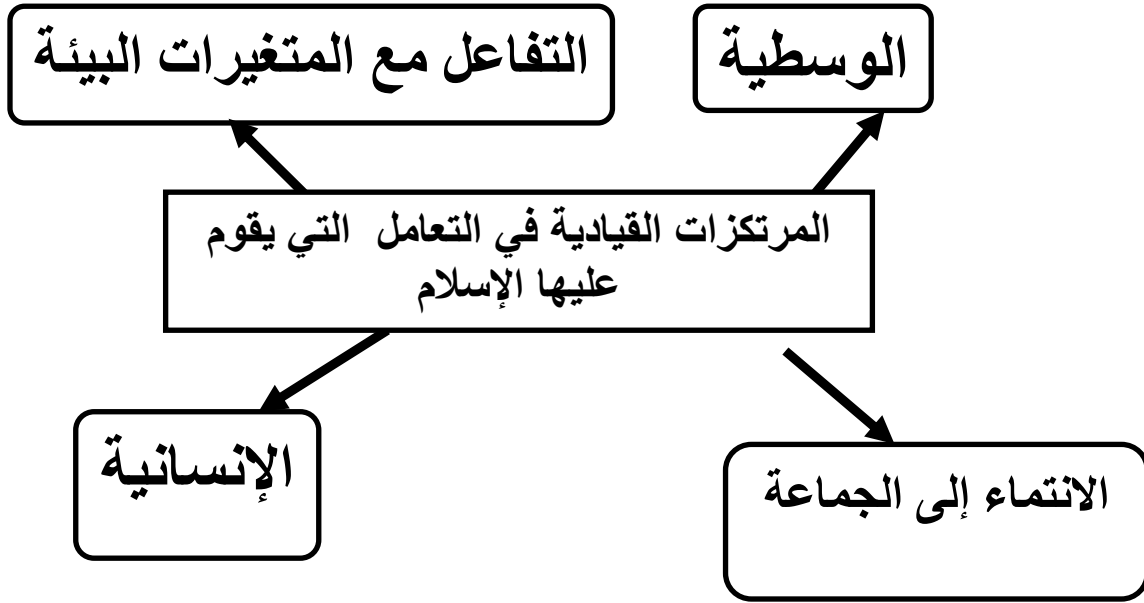 الوسطية
التفاعل مع المتغيرات البيئة
المرتكزات القيادية في التعامل التي يقوم
عليها الإسلام
الانتماء إلى الجماعة
الإنسانية